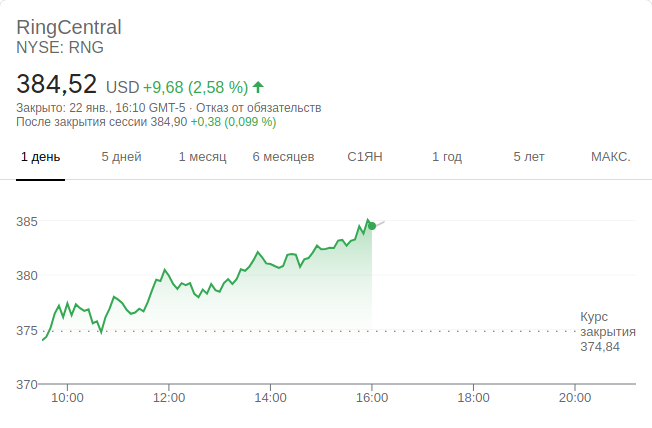 RingCentral
NYSE: RNG
384,52 USD +9,68 (2,58 %)
Закрыто: 22 янв., 16:10 GMT-5 · Отказ от обязательств
После закрытия сессии 384,90 +0,38 (0,099 %)
1 день 5 дней 1 месяц 6 месяцев С1ЯН 1 год 5 лет МАКС.
385
380
375
Курс
закрытия
374,84
370
10:00 12:00 14:00 16:00 18:00 20:00